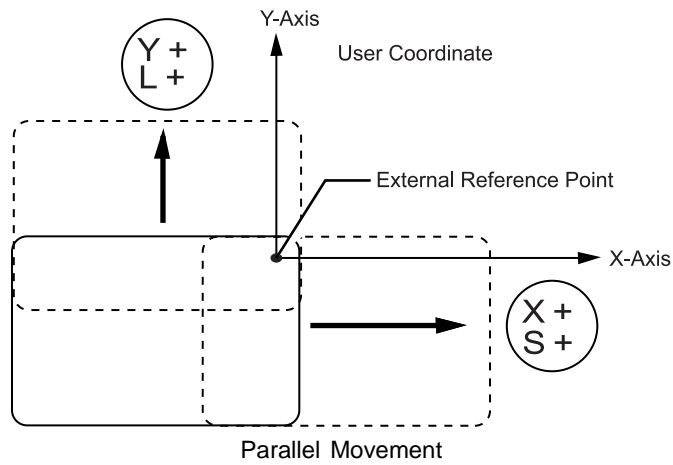 Y-Axis
Y +
L +
User Coordinate
External Reference Point
X-Axis
X +
S +
Parallel Movement